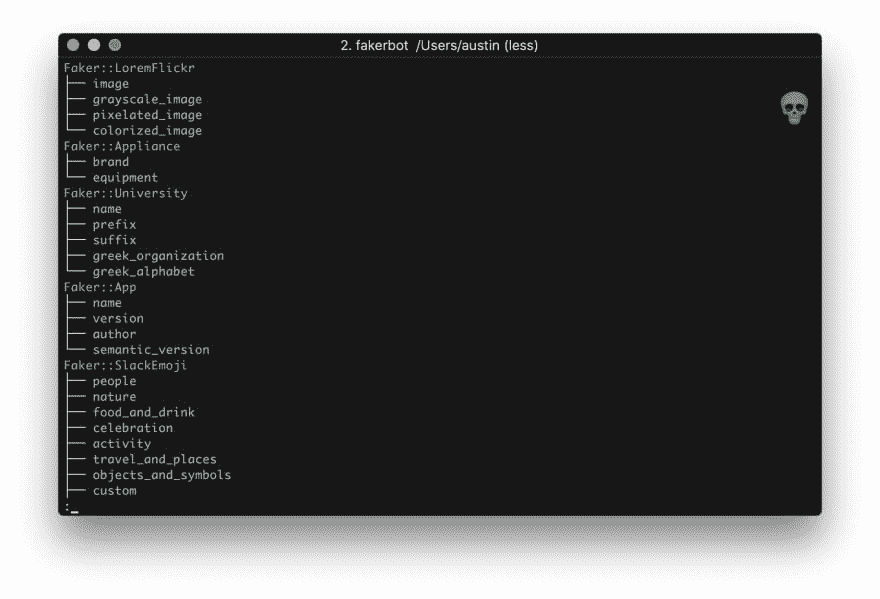 2. fakerbot /Users/austin (less)
Faker::LoremFlickr
├── image
├── grayscale_image
├── pixelated_image
└── colorized_image
Faker::Appliance
├── brand
└── equipment
Faker::University
├── name
├── prefix
├── suffix
├── greek_organization
└── greek_alphabet
Faker::App
├── name
├── version
├── author
└── semantic_version
Faker::SlackEmoji
├── people
├── nature
├── food_and_drink
├── celebration
├── activity
├── travel_and_places
├── objects_and_symbols
├── custom
:_